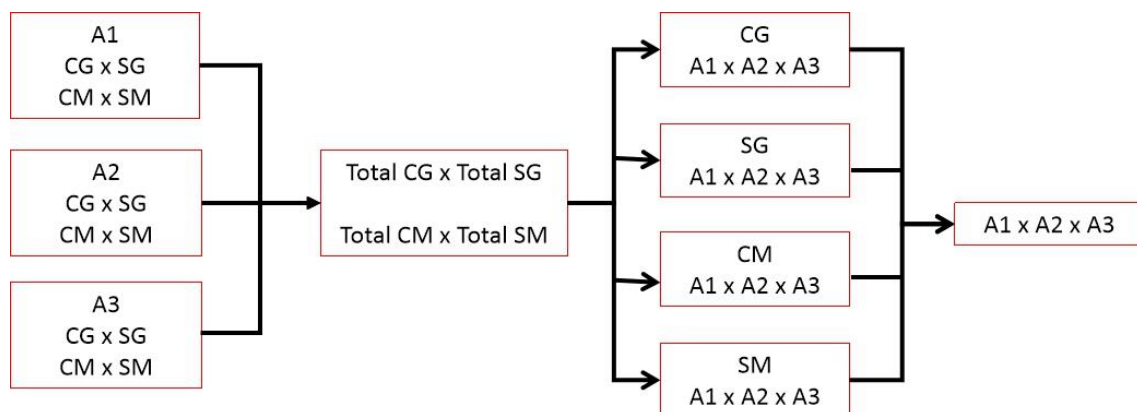 A1
CG x SG
CM x SM
A2
CG x SG
CM x SM
A3
CG x SG
CM x SM
Total CG x Total SG
Total CM x Total SM
CG
A1 x A2 x A3
SG
A1 x A2 x A3
CM
A1 x A2 x A3
SM
A1 x A2 x A3
A1 x A2 x A3